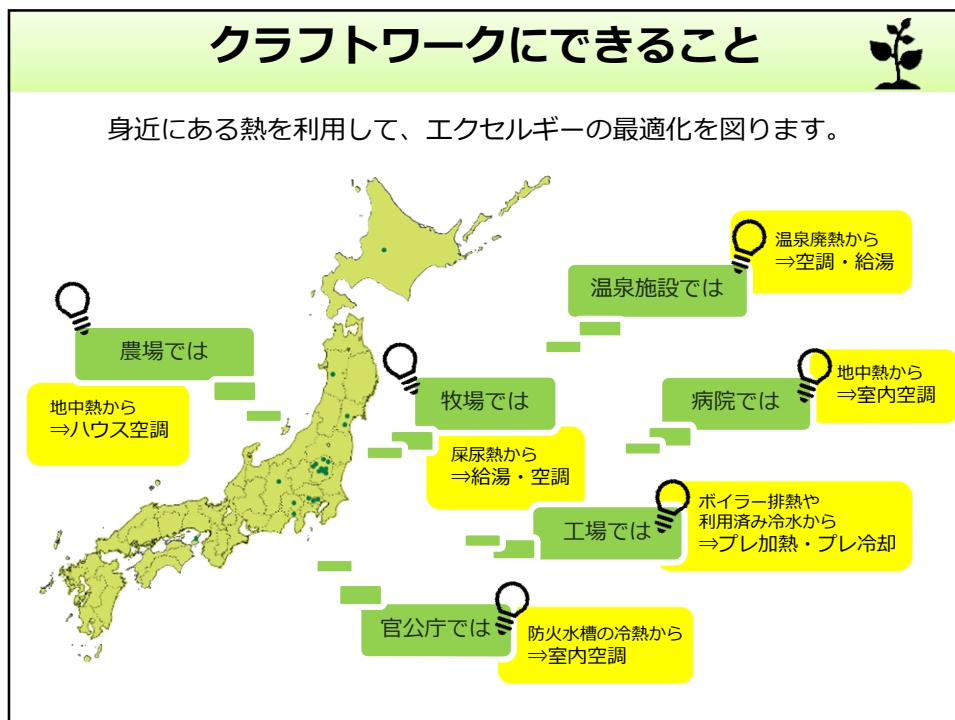 クラフトワークにできること
身近にある熱を利用して、エクセルギーの最適化を図ります。
温泉廃熱から
⇒空調・給湯
温泉施設では
農場では
地中熱から
⇒ハウス空調
牧場では
屎尿熱から
⇒給湯・空調
病院では
地中熱から
⇒室内空調
工場では
ボイラー排熱や
利用済み冷水から
⇒プレ加熱・プレ冷却
官公庁では
防火水槽の冷熱から
⇒室内空調